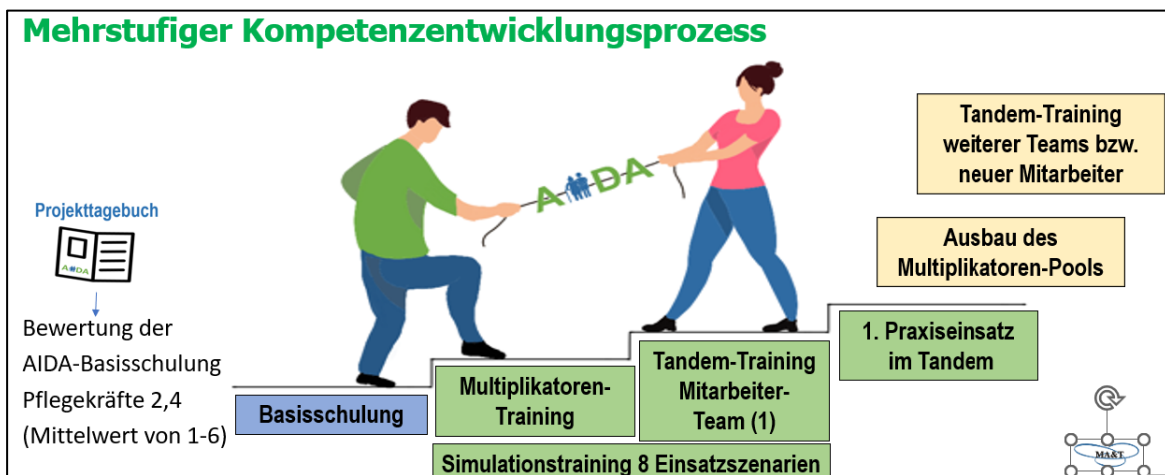 Mehrstufiger Kompetenzentwicklungsprozess
Projekttagebuch
A DA
Bewertung der
AIDA-Basisschulung
Pflegekräfte 2,4
(Mittelwert von 1-6)
A DA
Basisschulung
Multiplikatoren-
Training
Tandem-Training
Mitarbeiter-
Team (1)
Simulationstraining 8 Einsatzszenarien
1. Praxiseinsatz
im Tandem
Ausbau des
Multiplikatoren-Pools
Tandem-Training
weiterer Teams bzw.
neuer Mitarbeiter
MA&T